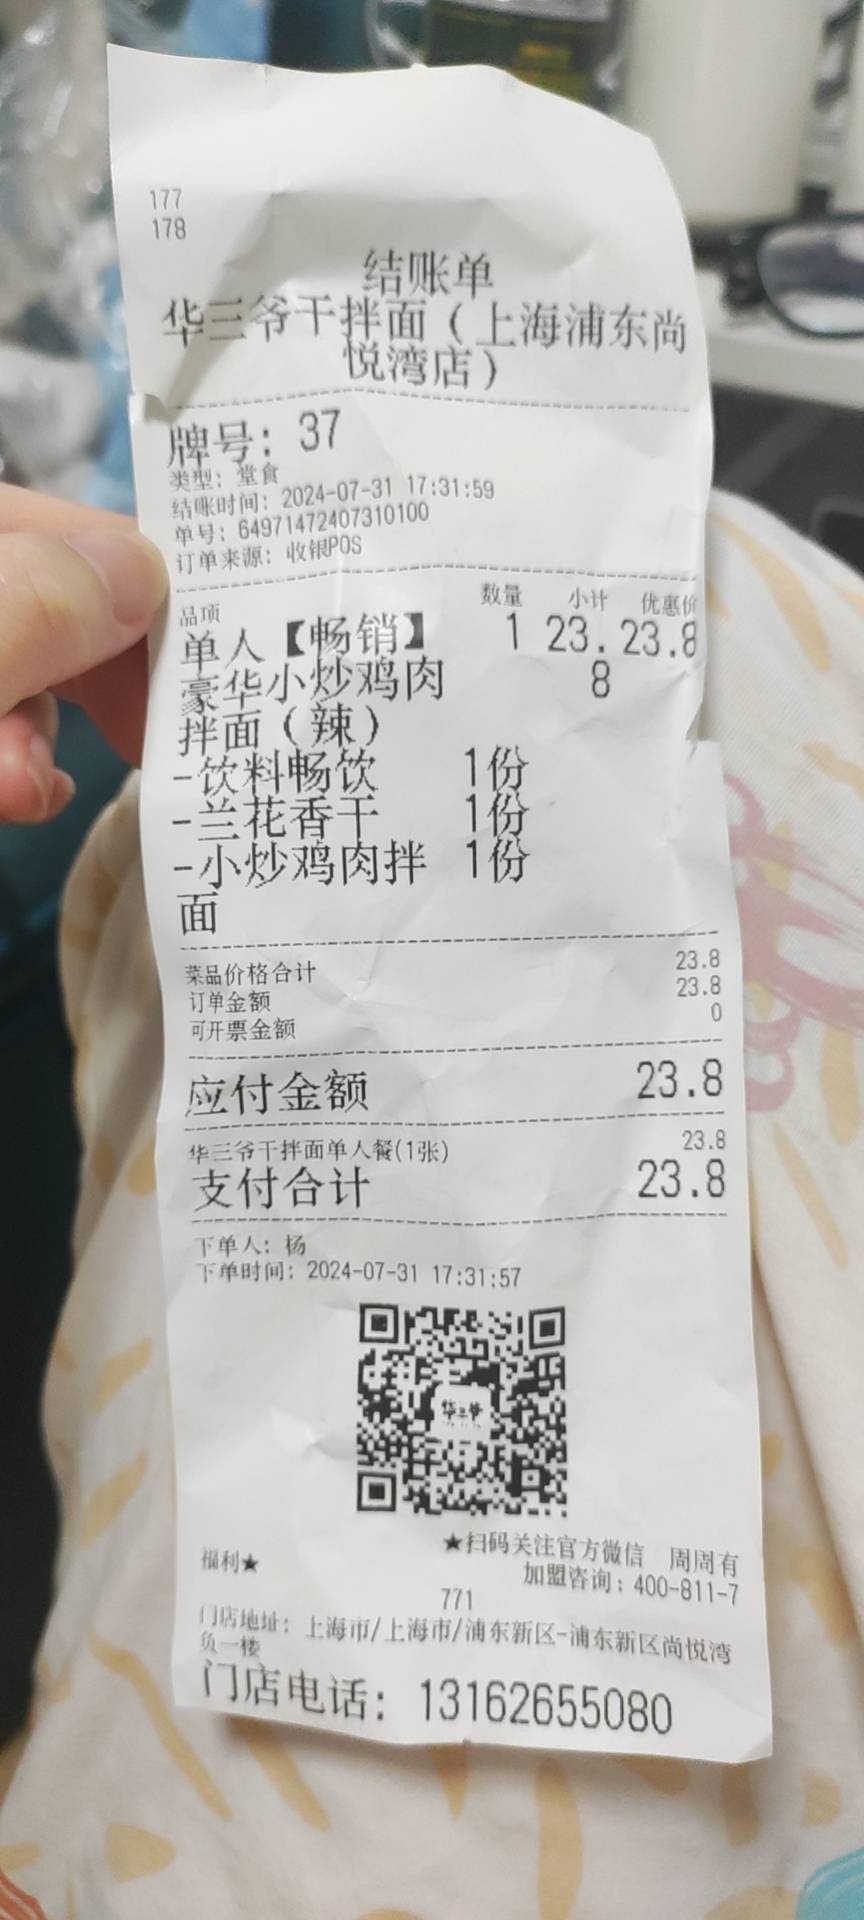 177
178
结账单
华三爷干拌面（上海浦东尚
悦湾店）
牌号：37
类型：堂食
结账时间：2024-07-31 17:31:59
单号：64971472407310100
订单来源：收银POS
品项 数量 小计 优惠价
单人【畅销】 1 23. 23.8
豪华小炒鸡肉 8
拌面（辣）
-饮料畅饮 1份
-兰花香干 1份
-小炒鸡肉拌 1份
面
菜品价格合计 23.8
订单金额 23.8
可开票金额 0
应付金额 23.8
华三爷干拌面单人餐(1张) 23.8
支付合计 23.8
下单人：杨
下单时间：2024-07-31 17:31:57
华三爷
★扫码关注官方微信 周周有
福利★
加盟咨询：400-811-7
771
门店地址：上海市/上海市/浦东新区-浦东新区尚悦湾
负一楼
门店电话：13162655080